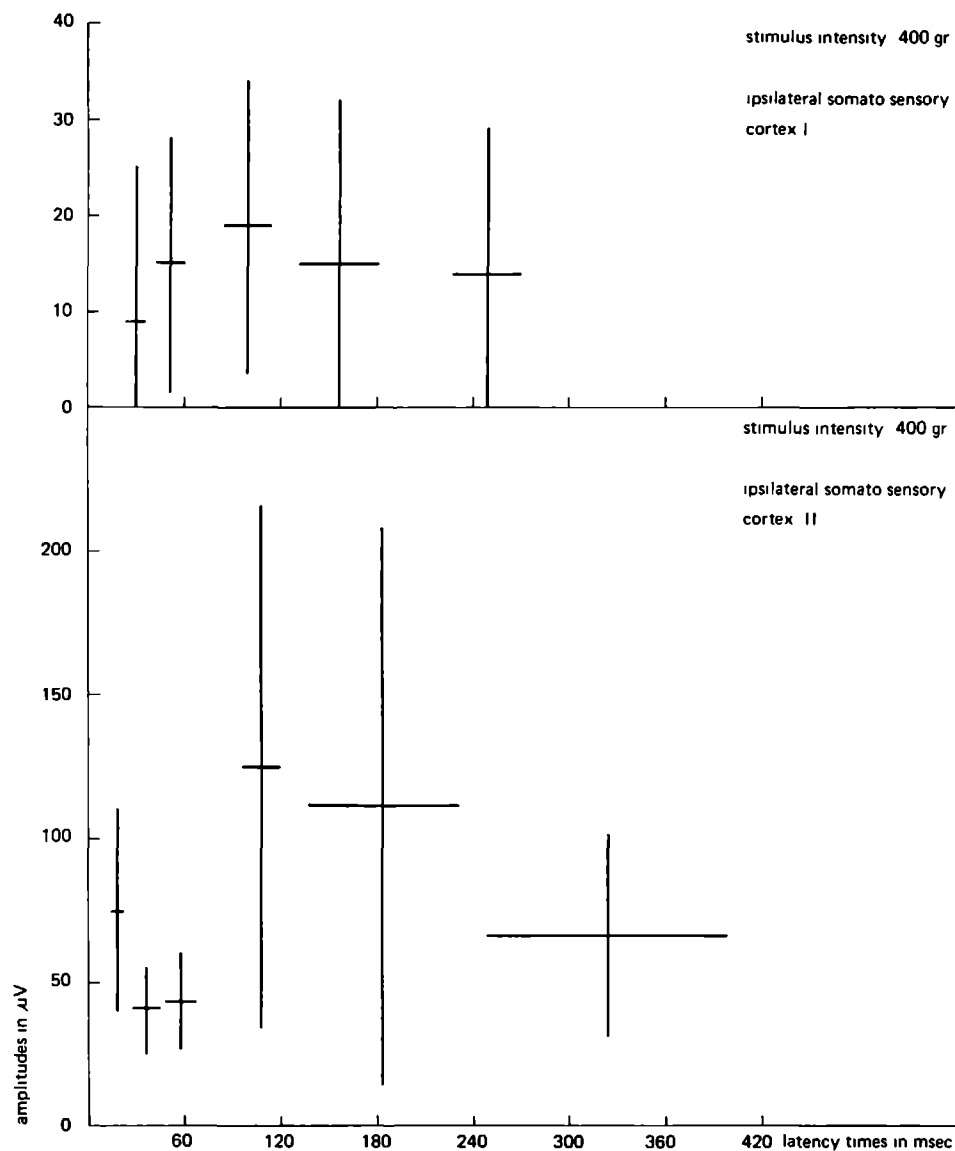 40
30
20
10
0
stimulus intensity 400 gr
ipsilateral somato sensory
cortex I
stimulus intensity 400 gr
ipsilateral somato sensory
cortex II
200
150
100
50
0
amplitudes in μV
60 120 180 240 300 360 420 latency times in msec